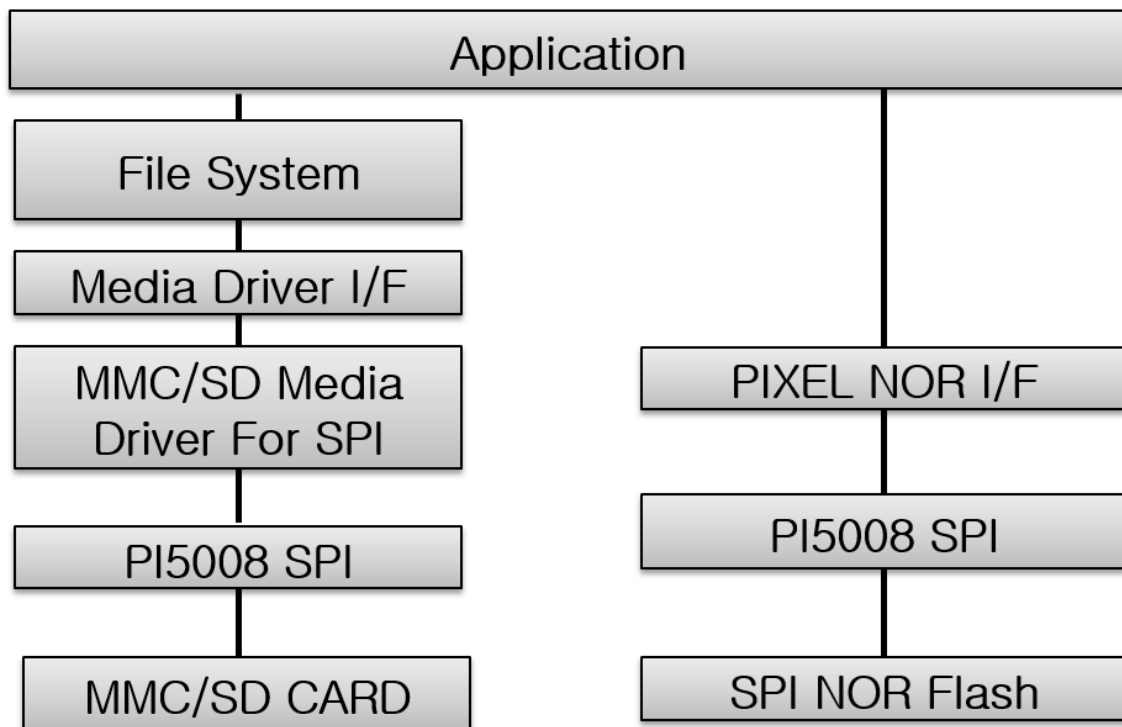 Application
File System
Media Driver I/F
MMC/SD Media
Driver For SPI
PI5008 SPI
MMC/SD CARD
PIXEL NOR I/F
PI5008 SPI
SPI NOR Flash